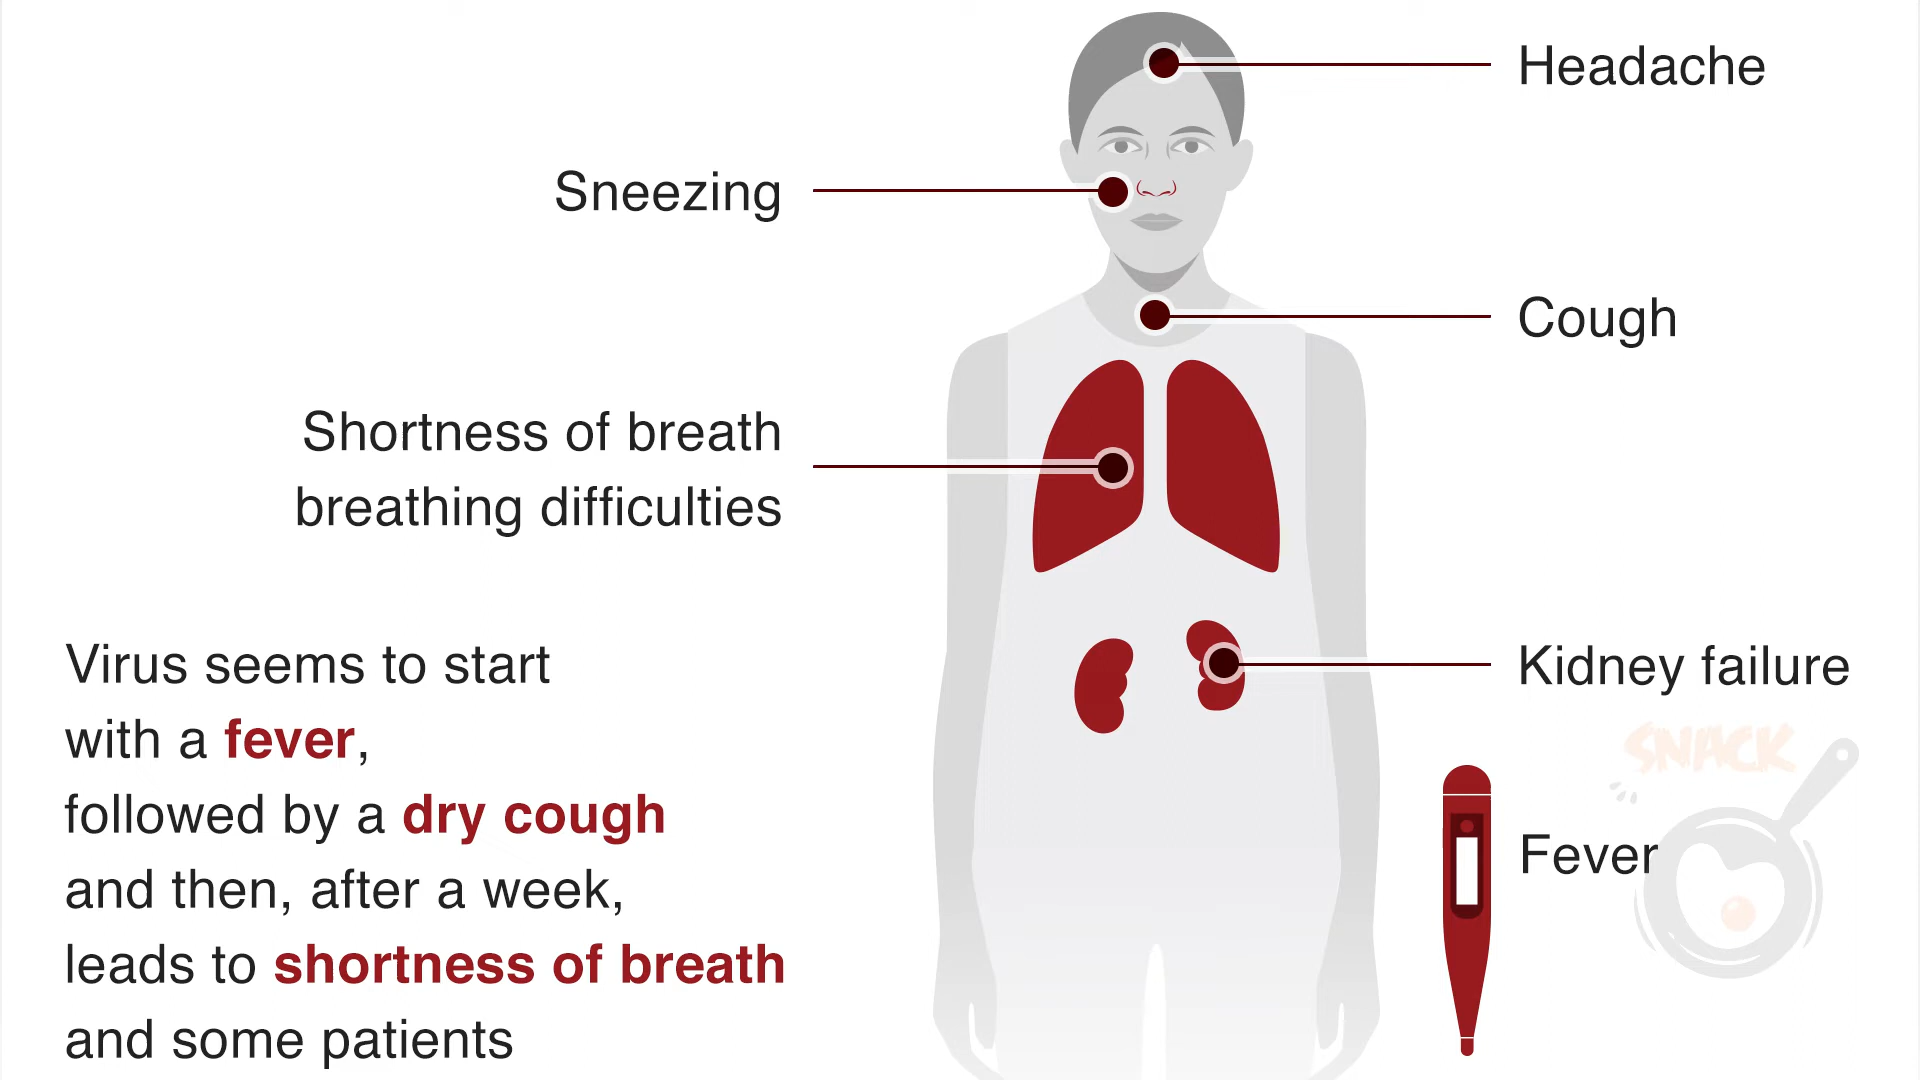 Headache
Sneezing
Cough
Shortness of breath
breathing difficulties
Kidney failure
Fever
Virus seems to start
with a fever,
followed by a dry cough
and then, after a week,
leads to shortness of breath
and some patients
SNACK